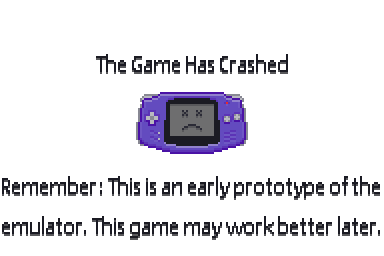 The Game Has Crashed
Remember: This is an early prototype of the
emulator. This game may work better later.